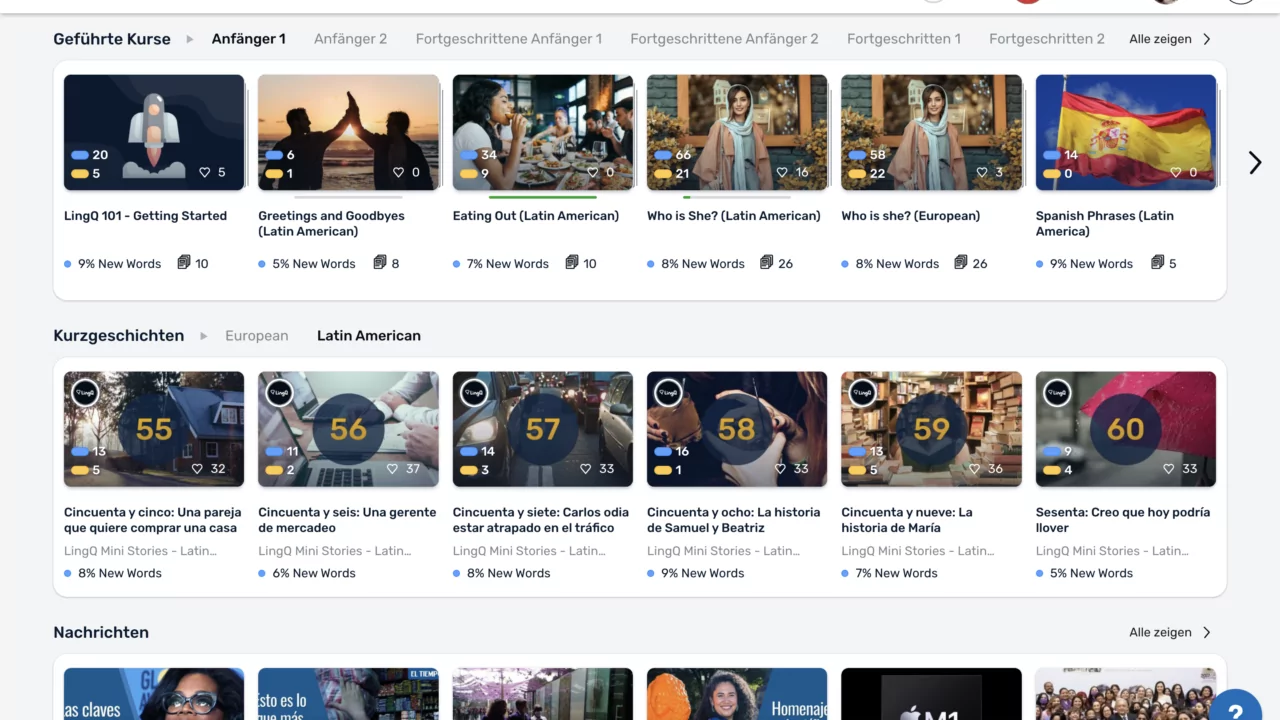 Geführte Kurse Anfänger 1 Anfänger 2 Fortgeschrittene Anfänger 1 Fortgeschrittene Anfänger 2 Fortgeschritten 1 Fortgeschritten 2 Alle zeigen
20
5 5
6
1 0
34
9 0
66
21 16
58
22 3
14
0 0
LingQ 101 - Getting Started
Greetings and Goodbyes
(Latin American)
Eating Out (Latin American)
Who is She? (Latin American)
Who is she? (European)
Spanish Phrases (Latin
America)
9% New Words 10
5% New Words 8
7% New Words 10
8% New Words 26
8% New Words 26
9% New Words 5
Kurzgeschichten European Latin American
LingQ
55
13
5 32
LingQ
56
11
2 37
LingQ
57
14
3 33
LingQ
58
16
1 33
LingQ
59
13
5 36
LingQ
60
9
4 33
Cincuenta y cinco: Una pareja
que quiere comprar una casa
LingQ Mini Stories - Latin...
8% New Words
Cincuenta y seis: Una gerente
de mercadeo
LingQ Mini Stories - Latin...
6% New Words
Cincuenta y siete: Carlos odia
estar atrapado en el tráfico
LingQ Mini Stories - Latin...
8% New Words
Cincuenta y ocho: La historia
de Samuel y Beatriz
LingQ Mini Stories - Latin...
9% New Words
Cincuenta y nueve: La
historia de María
LingQ Mini Stories - Latin...
7% New Words
Sesenta: Creo que hoy podría
llover
LingQ Mini Stories - Latin...
5% New Words
Nachrichten Alle zeigen
as claves
EL TIEMPO
Esto es lo
que más
Homenaje
M1
?